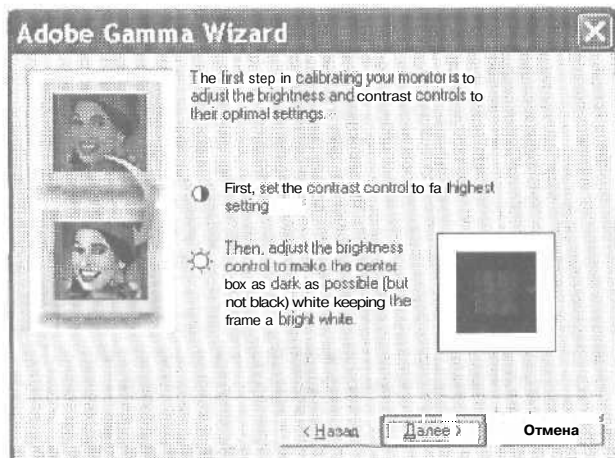 Adobe Gamma Wizard
The first step in calibrating your monitor is to
adjust the brightness and contrast controls to
their optimal settings.
First, set the contrast control to fa lhighest
setting
Then, adjust the brightness
control to make the center
box as dark as possible (but
not black) white keeping the
frame a bright white.
< Назад
Далее >
Отмена